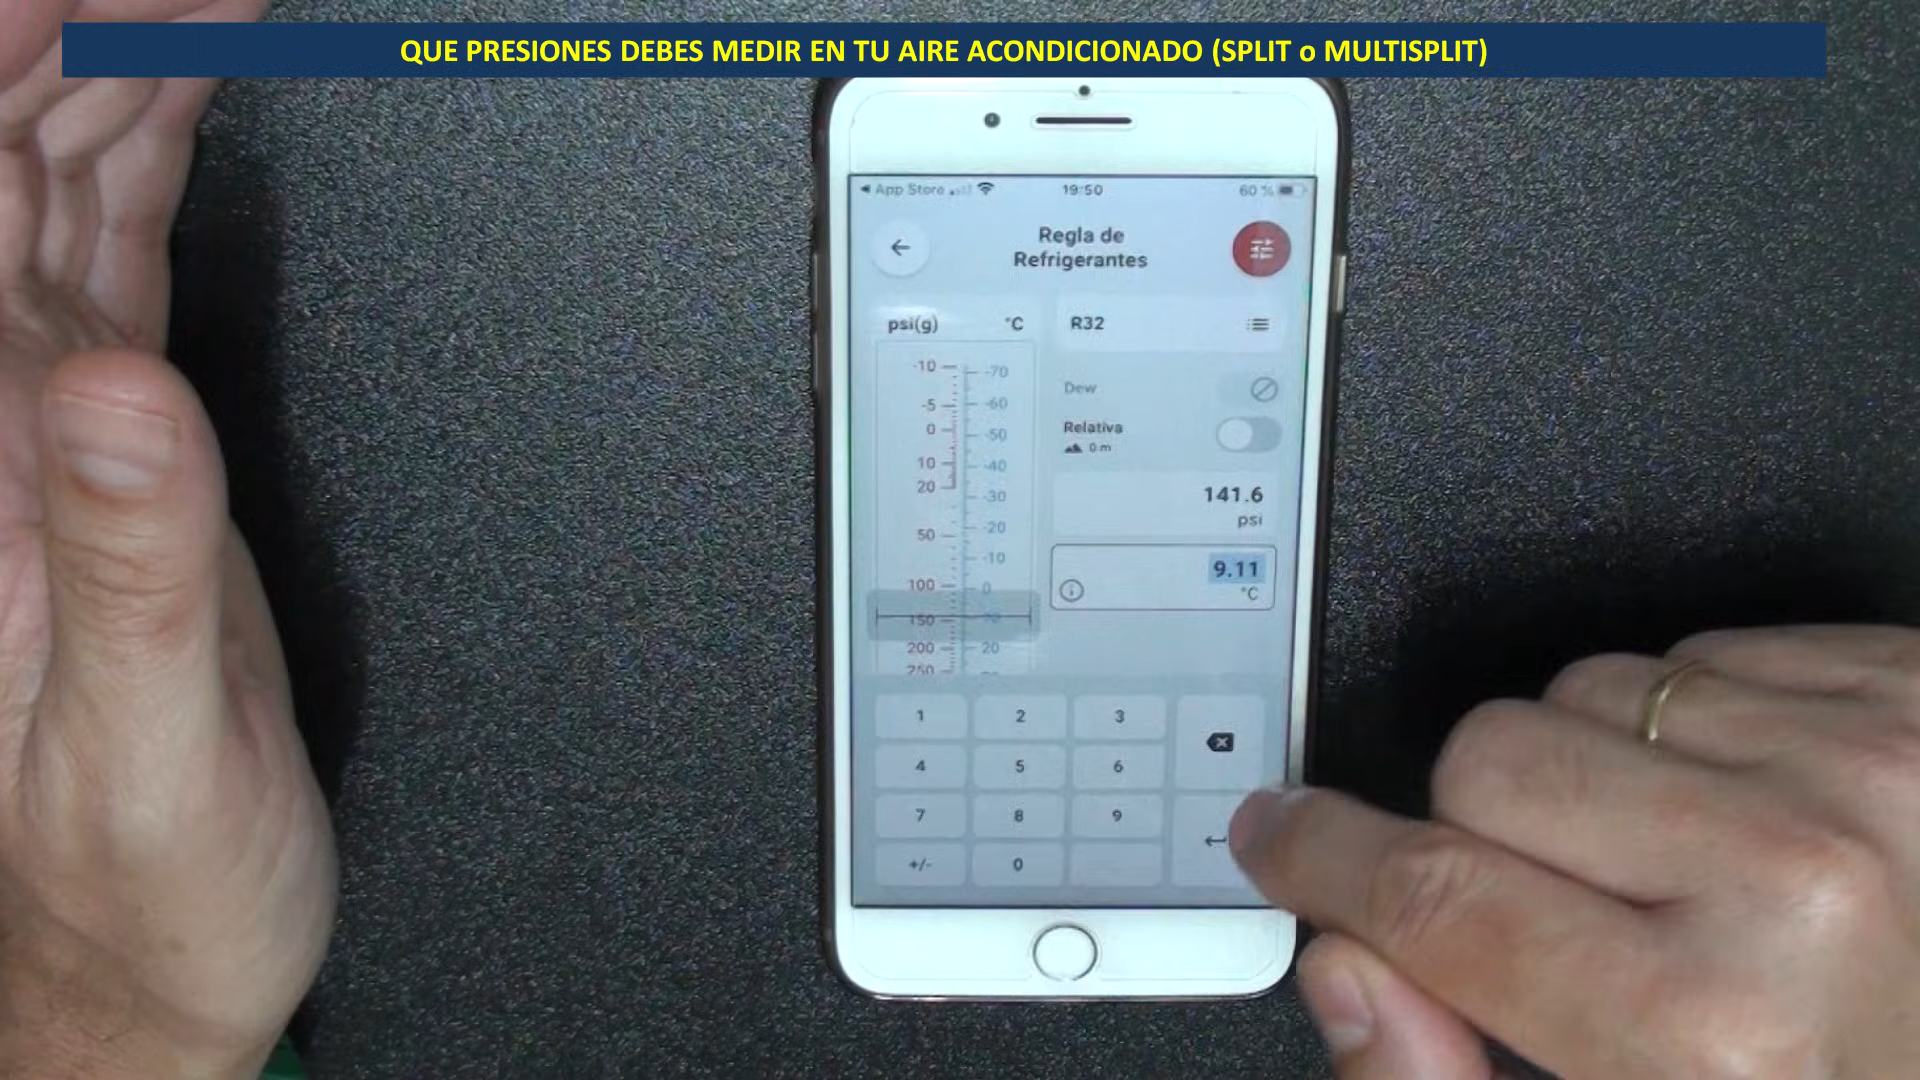 QUE PRESIONES DEBES MEDIR EN TU AIRE ACONDICIONADO (SPLIT o MULTISPLIT)
App Store
19:50
60 %
Regla de
Refrigerantes
psi(g) °C
R32
-10 -70
Dew
-5 -60
Relativa
0 -50
0 m
10 -40
20 -30
141.6
psi
-20
50
-10
9.11
°C
100 0
150
200 20
250
1 2 3
4 5 6
7 8 9
+/- 0